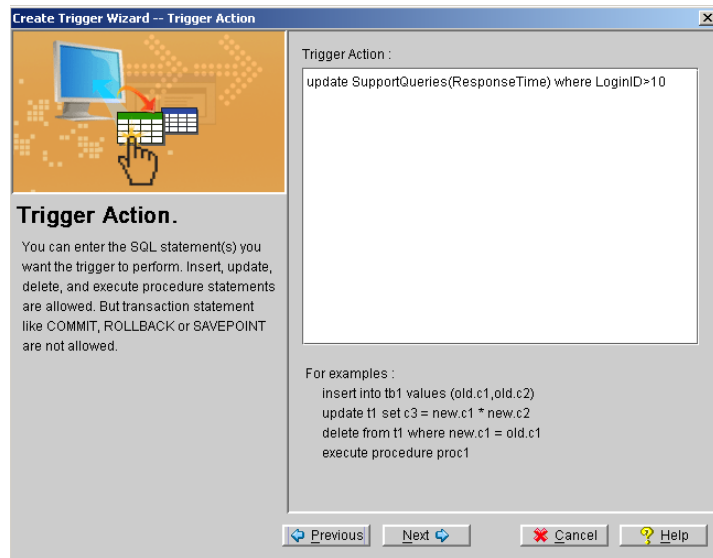 Create Trigger Wizard -- Trigger Action
Trigger Action.
You can enter the SQL statement(s) you
want the trigger to perform. Insert, update,
delete, and execute procedure statements
are allowed. But transaction statement
like COMMIT, ROLLBACK or SAVEPOINT
are not allowed.
Trigger Action :
update SupportQueries(ResponseTime) where LoginID>10
For examples :
insert into tb1 values (old.c1,old.c2)
update t1 set c3 = new.c1 * new.c2
delete from t1 where new.c1 = old.c1
execute procedure proc1
Previous
Next
Cancel
Help